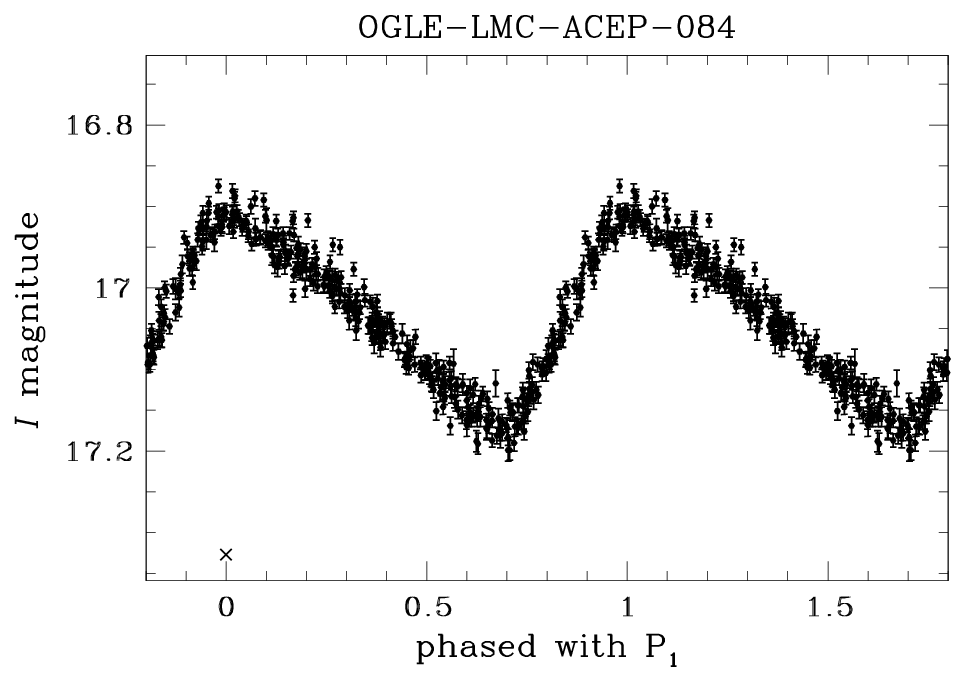 OGLE-LMC-ACEP-084
I magnitude
16.8
17
17.2
0 0.5 1 1.5
phased with P₁